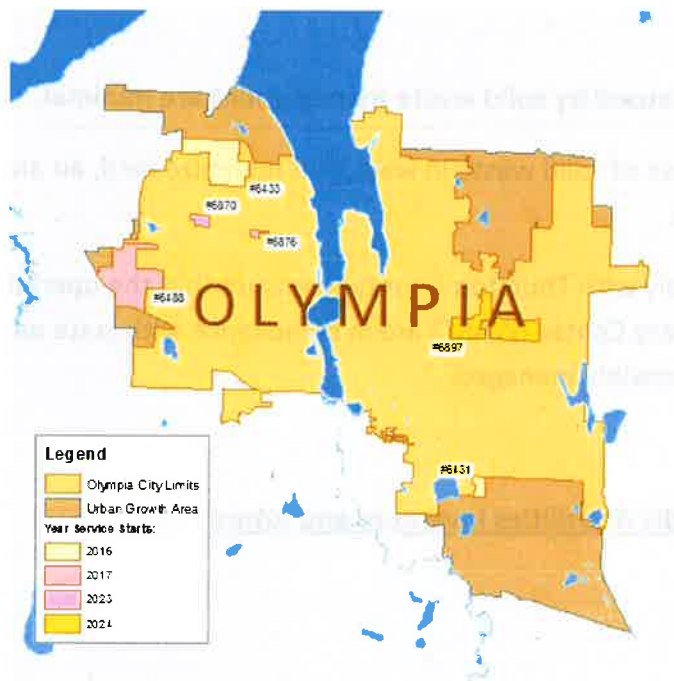 #6433
#6870
#6876
#6488
OLYMPIA
#6897
#6431
Legend
Olympia City Limits
Urban Growth Area
Year Service Starts:
2016
2017
2023
2024